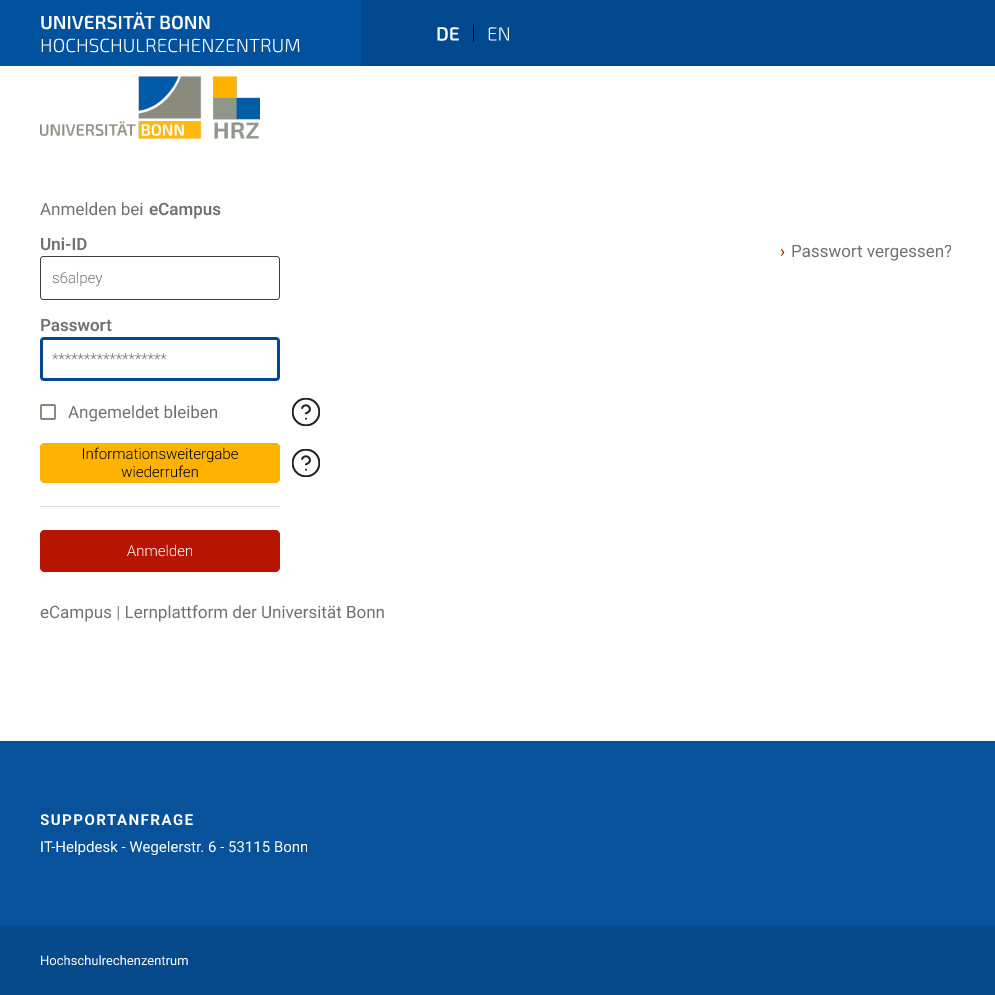 UNIVERSITÄT BONN
HOCHSCHULRECHENZENTRUM
DE EN
UNIVERSITÄT BONN HRZ
Anmelden bei eCampus
Uni-ID
› Passwort vergessen?
s6alpey
Passwort
******************
Angemeldet bleiben ?
Informationsweitergabe
wiederrufen ?
Anmelden
eCampus | Lernplattform der Universität Bonn
SUPPORTANFRAGE
IT-Helpdesk - Wegelerstr. 6 - 53115 Bonn
Hochschulrechenzentrum